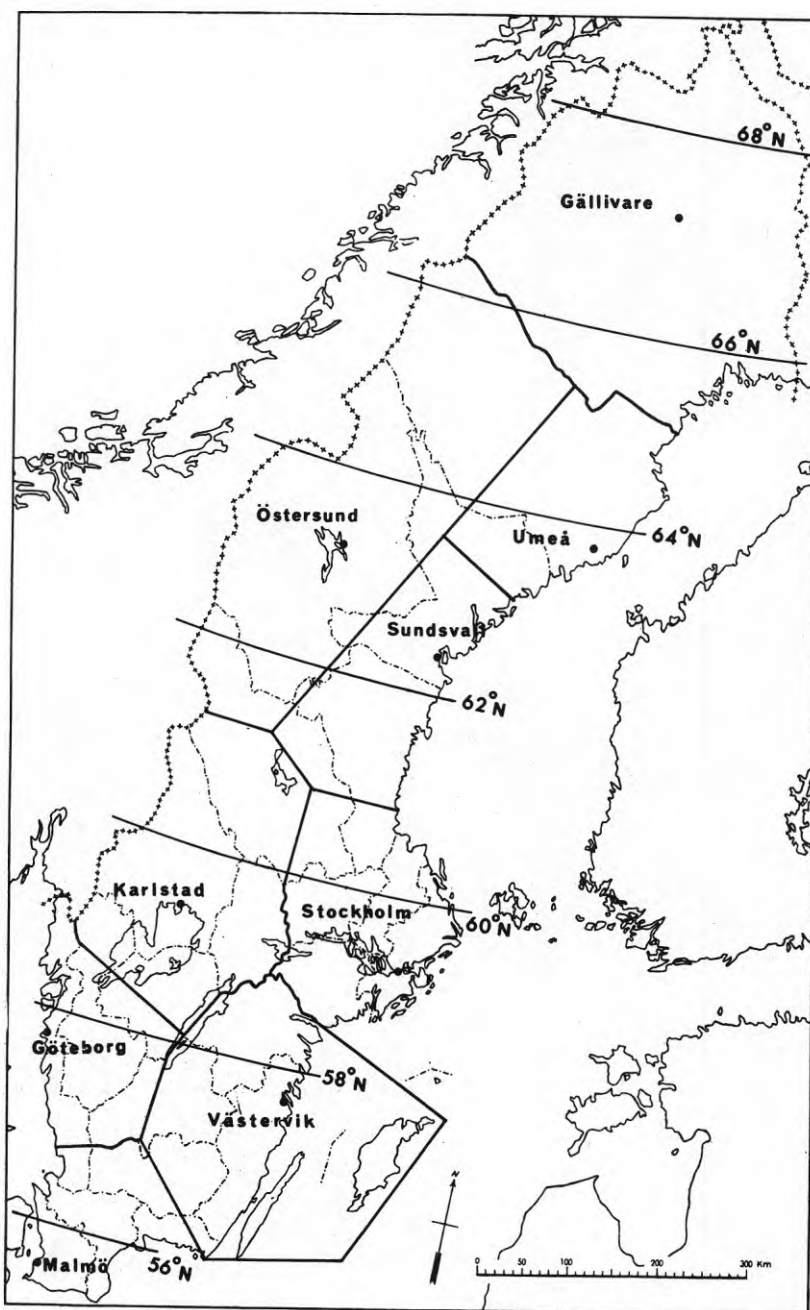 68°N
Gällivare
66°N
Östersund
Umeå
64°N
Sundsvall
62°N
Karlstad
Stockholm
60°N
Göteborg
58°N
Västervik
N
56°N
Malmö
0 50 100 200 300 Km